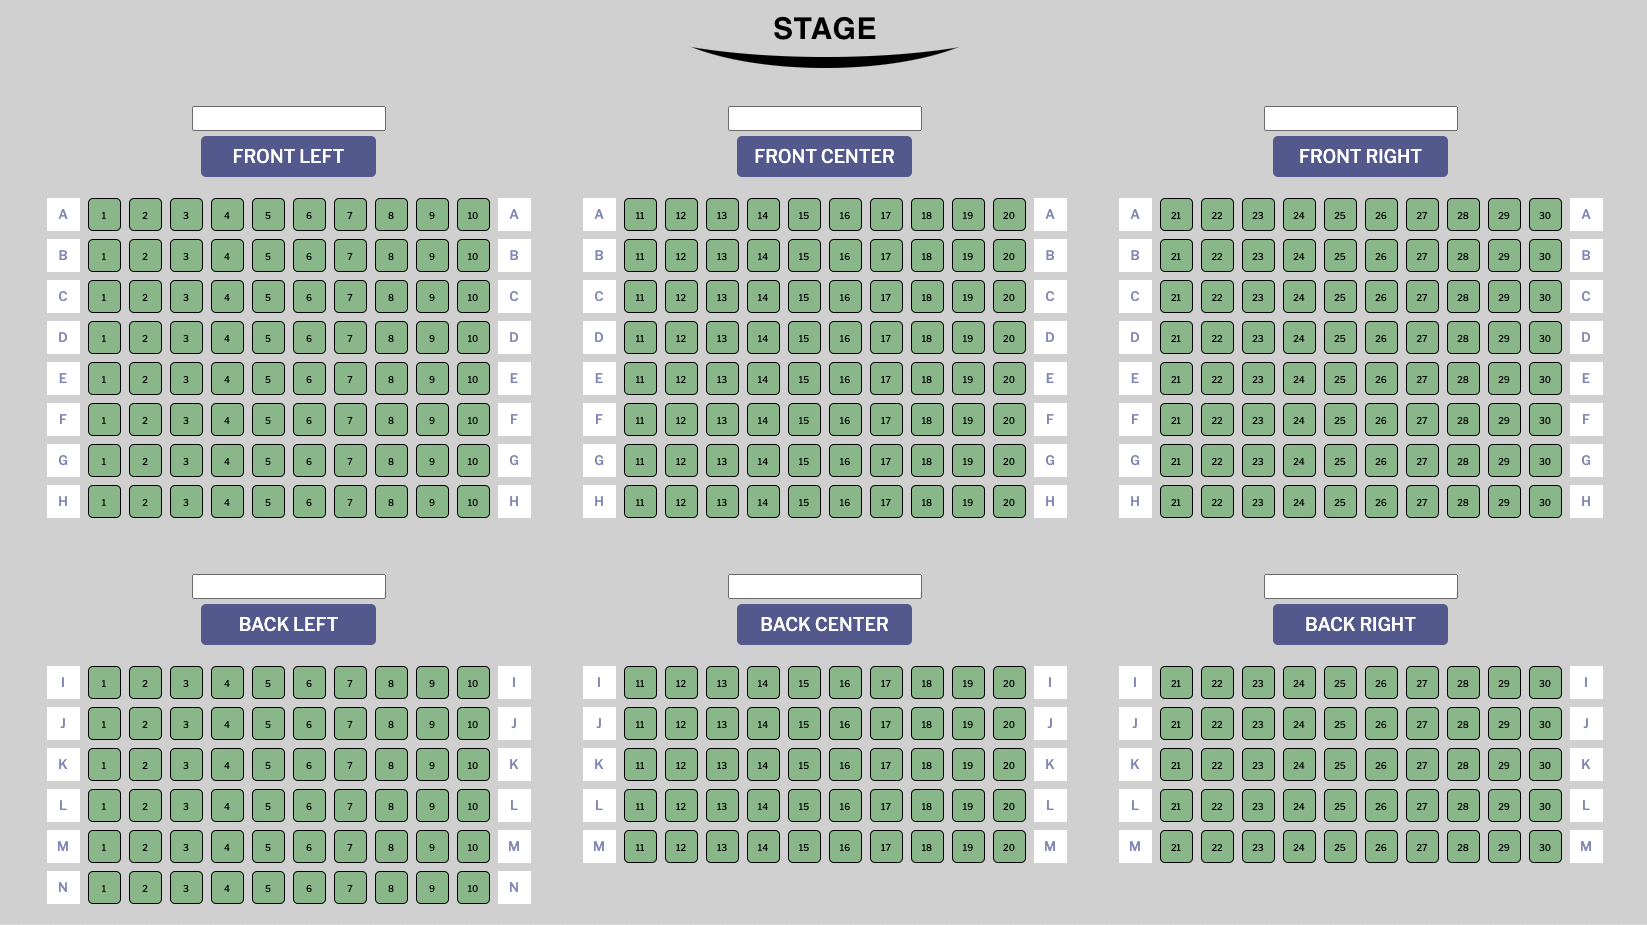 STAGE
FRONT LEFT
A 1 2 3 4 5 6 7 8 9 10 A
B 1 2 3 4 5 6 7 8 9 10 B
C 1 2 3 4 5 6 7 8 9 10 C
D 1 2 3 4 5 6 7 8 9 10 D
E 1 2 3 4 5 6 7 8 9 10 E
F 1 2 3 4 5 6 7 8 9 10 F
G 1 2 3 4 5 6 7 8 9 10 G
H 1 2 3 4 5 6 7 8 9 10 H
FRONT CENTER
A 11 12 13 14 15 16 17 18 19 20 A
B 11 12 13 14 15 16 17 18 19 20 B
C 11 12 13 14 15 16 17 18 19 20 C
D 11 12 13 14 15 16 17 18 19 20 D
E 11 12 13 14 15 16 17 18 19 20 E
F 11 12 13 14 15 16 17 18 19 20 F
G 11 12 13 14 15 16 17 18 19 20 G
H 11 12 13 14 15 16 17 18 19 20 H
FRONT RIGHT
A 21 22 23 24 25 26 27 28 29 30 A
B 21 22 23 24 25 26 27 28 29 30 B
C 21 22 23 24 25 26 27 28 29 30 C
D 21 22 23 24 25 26 27 28 29 30 D
E 21 22 23 24 25 26 27 28 29 30 E
F 21 22 23 24 25 26 27 28 29 30 F
G 21 22 23 24 25 26 27 28 29 30 G
H 21 22 23 24 25 26 27 28 29 30 H
BACK LEFT
I 1 2 3 4 5 6 7 8 9 10 I
J 1 2 3 4 5 6 7 8 9 10 J
K 1 2 3 4 5 6 7 8 9 10 K
L 1 2 3 4 5 6 7 8 9 10 L
M 1 2 3 4 5 6 7 8 9 10 M
N 1 2 3 4 5 6 7 8 9 10 N
BACK CENTER
I 11 12 13 14 15 16 17 18 19 20 I
J 11 12 13 14 15 16 17 18 19 20 J
K 11 12 13 14 15 16 17 18 19 20 K
L 11 12 13 14 15 16 17 18 19 20 L
M 11 12 13 14 15 16 17 18 19 20 M
BACK RIGHT
I 21 22 23 24 25 26 27 28 29 30 I
J 21 22 23 24 25 26 27 28 29 30 J
K 21 22 23 24 25 26 27 28 29 30 K
L 21 22 23 24 25 26 27 28 29 30 L
M 21 22 23 24 25 26 27 28 29 30 M